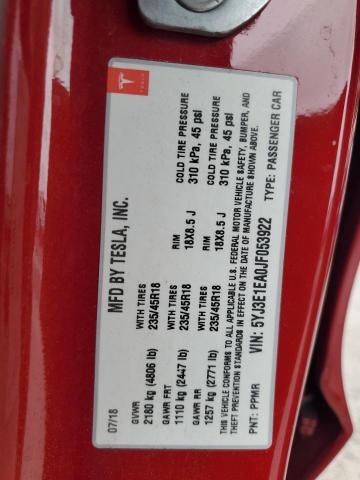 TESLA
07/18 MFD BY TESLA, INC.
GVWR WITH TIRES RIM COLD TIRE PRESSURE
2180 kg (4806 lb) 235/45R18 18X8.5 J 310 kPa, 45 psi
GAWR FRT WITH TIRES RIM COLD TIRE PRESSURE
1110 kg (2447 lb) 235/45R18 18X8.5 J 310 kPa, 45 psi
GAWR RR WITH TIRES
1257 kg (2771 lb) 235/45R18
THIS VEHICLE CONFORMS TO ALL APPLICABLE U.S. FEDERAL MOTOR VEHICLE SAFETY, BUMPER, AND
THEFT PREVENTION STANDARDS IN EFFECT ON THE DATE OF MANUFACTURE SHOWN ABOVE.
PNT: PPMR VIN: 5YJ3E1EA0JF053922 TYPE: PASSENGER CAR